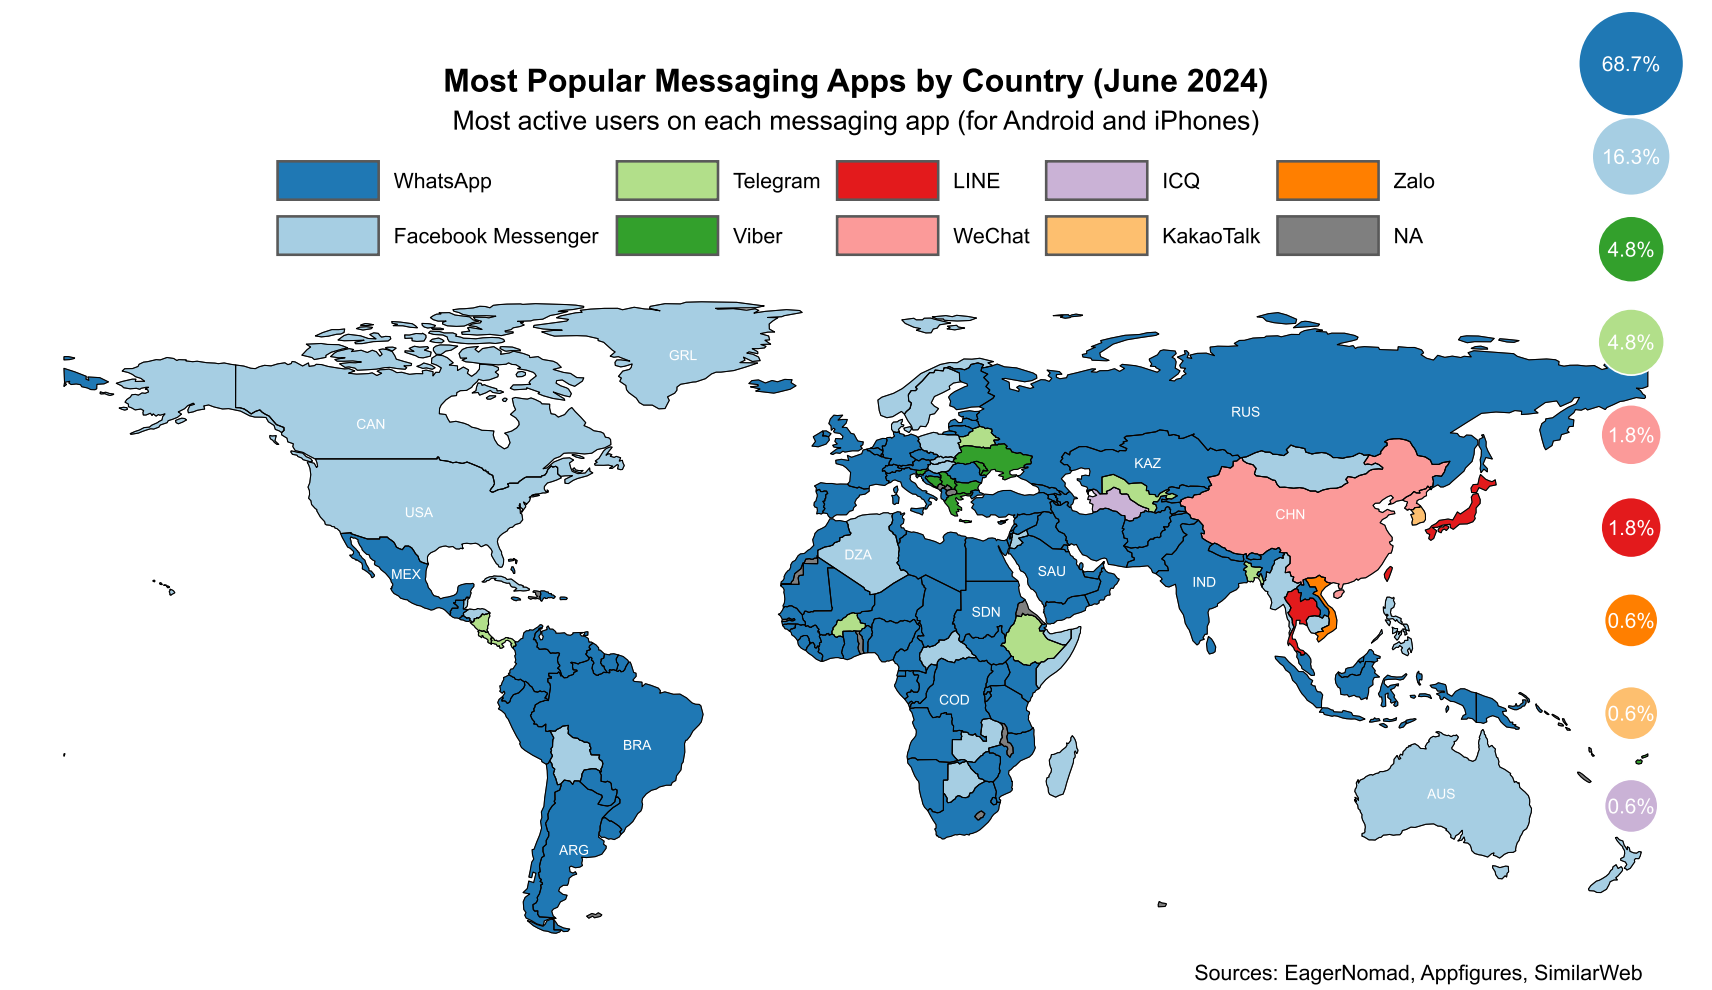 Most Popular Messaging Apps by Country (June 2024)
Most active users on each messaging app (for Android and iPhones)
WhatsApp
Telegram
LINE
ICQ
Zalo
Facebook Messenger
Viber
WeChat
KakaoTalk
NA
68.7%
16.3%
4.8%
4.8%
1.8%
1.8%
0.6%
0.6%
0.6%
GRL
CAN
RUS
KAZ
USA
CHN
DZA
MEX
SAU
IND
SDN
COD
BRA
AUS
ARG
Sources: EagerNomad, Appfigures, SimilarWeb